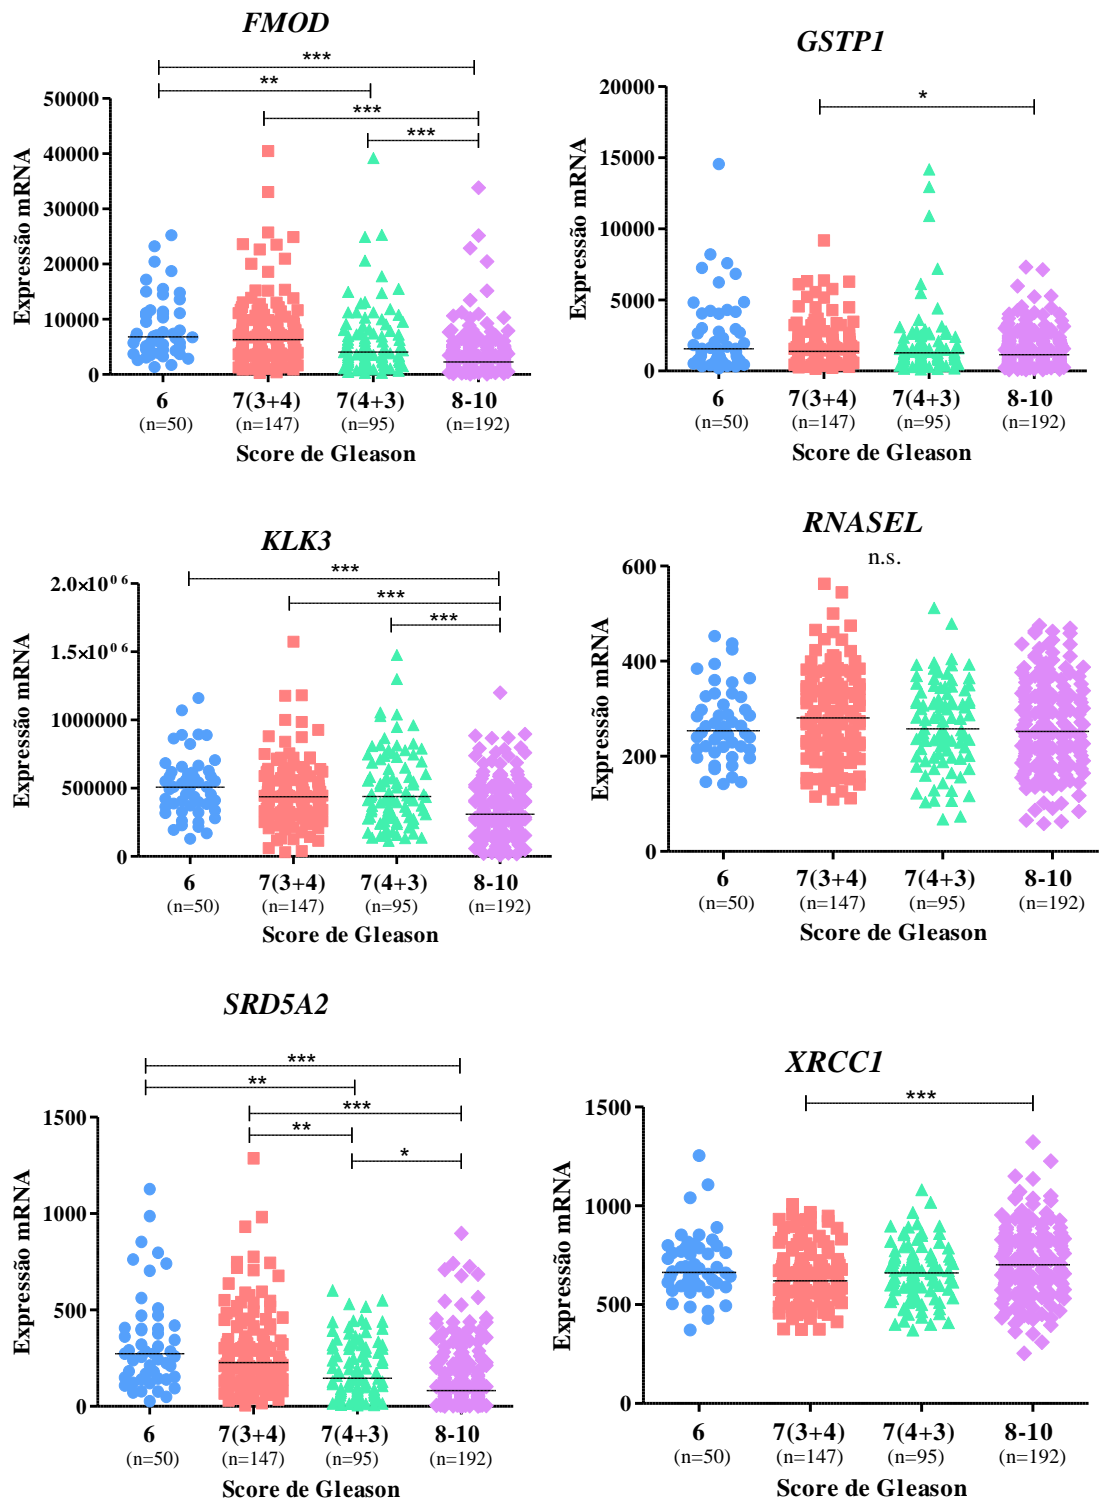 FMOD
***
**
***
***
Expressão mRNA
50000
40000
30000
20000
10000
0
6 7(3+4) 7(4+3) 8-10
(n=50) (n=147) (n=95) (n=192)
Score de Gleason
GSTP1
*
Expressão mRNA
20000
15000
10000
5000
0
6 7(3+4) 7(4+3) 8-10
(n=50) (n=147) (n=95) (n=192)
Score de Gleason
KLK3
***
***
***
Expressão mRNA
2.0×10⁰⁶
1.5×10⁰⁶
1000000
500000
0
6 7(3+4) 7(4+3) 8-10
(n=50) (n=147) (n=95) (n=192)
Score de Gleason
RNASEL
n.s.
Expressão mRNA
600
400
200
0
6 7(3+4) 7(4+3) 8-10
(n=50) (n=147) (n=95) (n=192)
Score de Gleason
SRD5A2
***
**
***
**
*
Expressão mRNA
1500
1000
500
0
6 7(3+4) 7(4+3) 8-10
(n=50) (n=147) (n=95) (n=192)
Score de Gleason
XRCC1
***
Expressão mRNA
1500
1000
500
0
6 7(3+4) 7(4+3) 8-10
(n=50) (n=147) (n=95) (n=192)
Score de Gleason